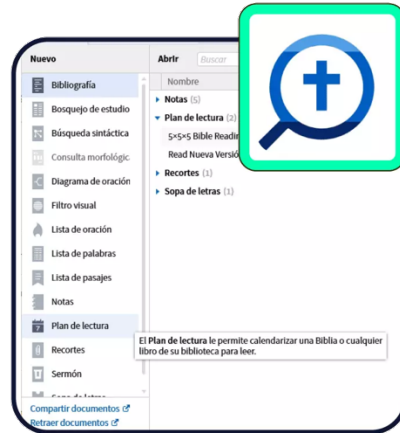 Nuevo
Bibliografía
Bosquejo de estudio
Búsqueda sintáctica
Consulta morfológic
Diagrama de oración
Filtro visual
Lista de oración
Lista de palabras
Lista de pasajes
Notas
Plan de lectura
Recortes
Sermón
Sopa de letras
Compartir documentos
Retraer documentos
Abrir
Buscar
Nombre
Notas (5)
Plan de lectura (2)
5×5×5 Bible Readin
Read Nueva Versió
Recortes (1)
Sopa de letras (1)
El Plan de lectura le permite calendarizar una Biblia o cualquier
libro de su biblioteca para leer.